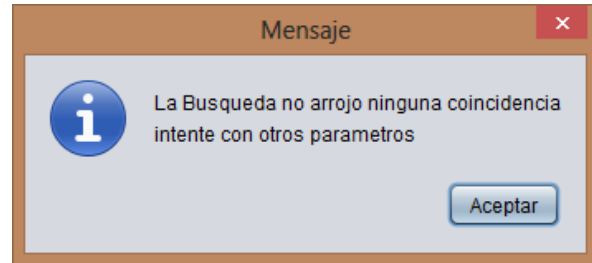 Mensaje
La Busqueda no arrojo ninguna coincidencia
intente con otros parametros
Aceptar